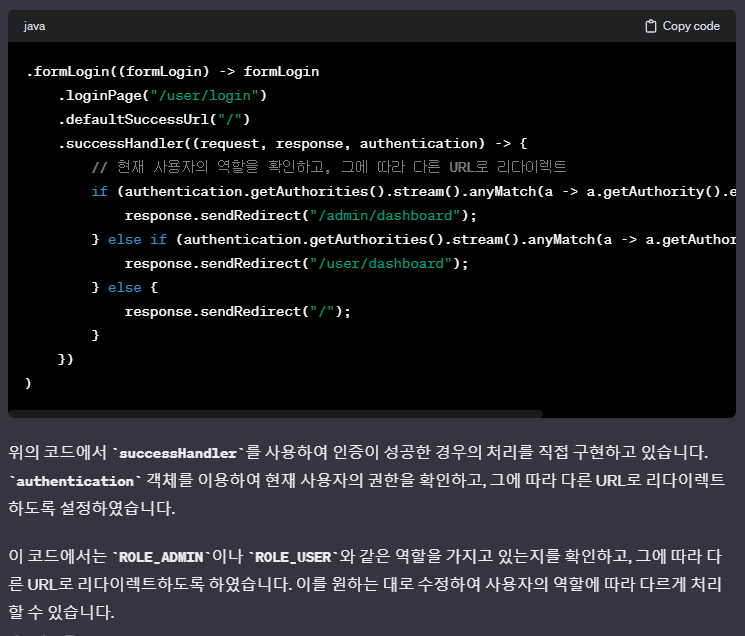 java
Copy code
.formLogin((formLogin) -> formLogin
.loginPage("/user/login")
.defaultSuccessUrl("/")
.successHandler((request, response, authentication) -> {
// 현재 사용자의 역할을 확인하고, 그에 따라 다른 URL로 리다이렉트
if (authentication.getAuthorities().stream().anyMatch(a -> a.getAuthority().e
response.sendRedirect("/admin/dashboard");
} else if (authentication.getAuthorities().stream().anyMatch(a -> a.getAuthor
response.sendRedirect("/user/dashboard");
} else {
response.sendRedirect("/");
}
})
)
위의 코드에서 `successHandler`를 사용하여 인증이 성공한 경우의 처리를 직접 구현하고 있습니다.
`authentication` 객체를 이용하여 현재 사용자의 권한을 확인하고, 그에 따라 다른 URL로 리다이렉트
하도록 설정하였습니다.
이 코드에서는 `ROLE_ADMIN`이나 `ROLE_USER`와 같은 역할을 가지고 있는지를 확인하고, 그에 따라 다
른 URL로 리다이렉트하도록 하였습니다. 이를 원하는 대로 수정하여 사용자의 역할에 따라 다르게 처리
할 수 있습니다.